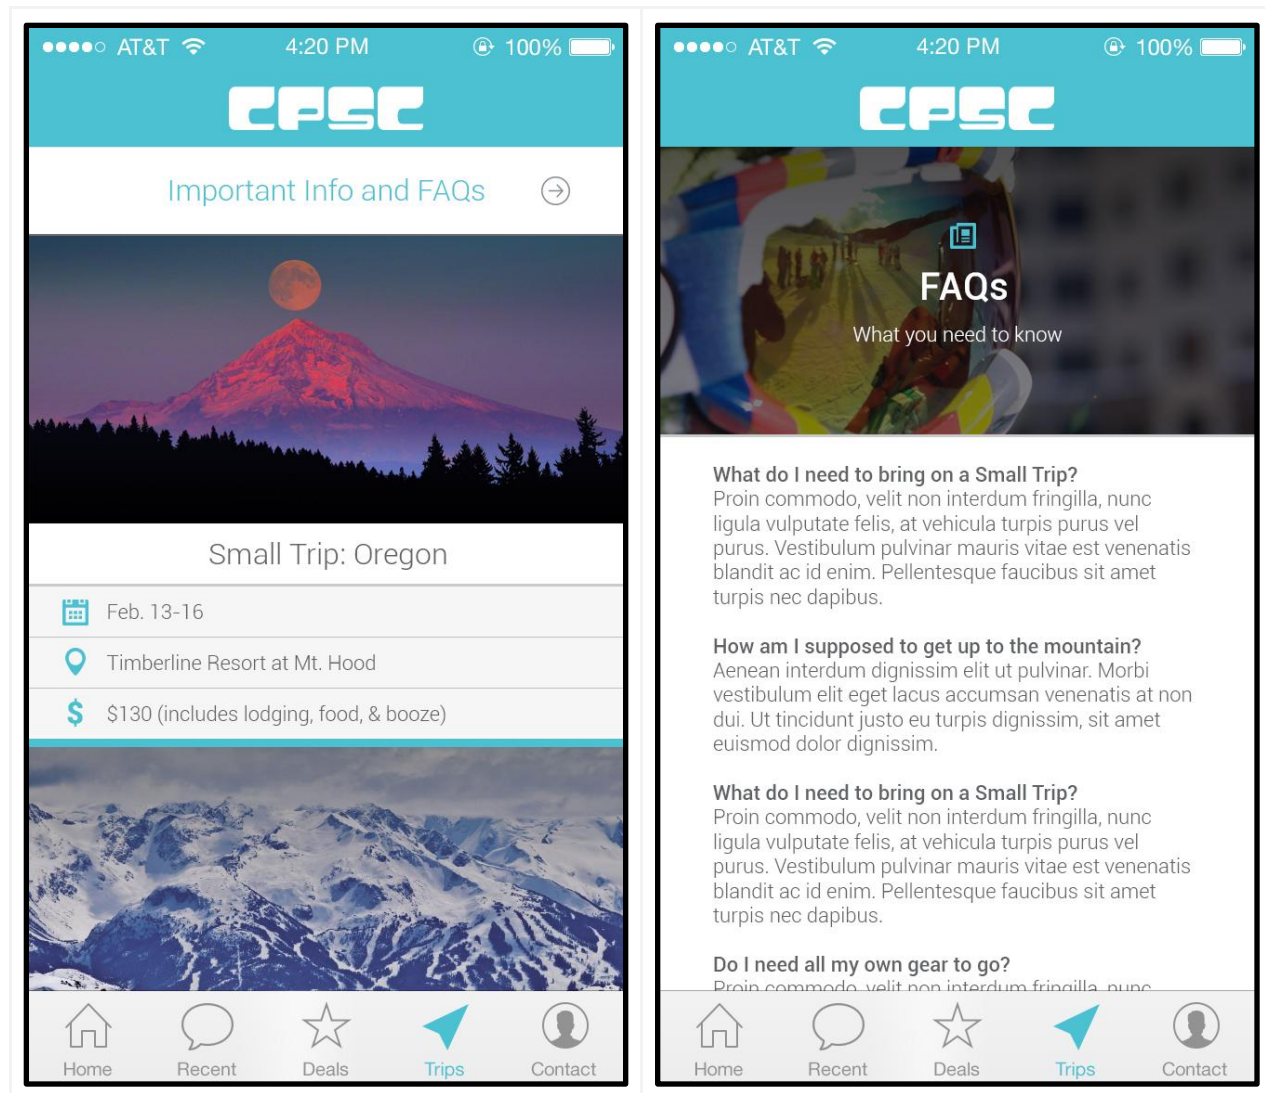 AT&T 4:20 PM 100%
CPSC
Important Info and FAQs
Small Trip: Oregon
Feb. 13-16
Timberline Resort at Mt. Hood
$130 (includes lodging, food, & booze)
Home Recent Deals Trips Contact
AT&T 4:20 PM 100%
CPSC
FAQs
What you need to know
What do I need to bring on a Small Trip?
Proin commodo, velit non interdum fringilla, nunc
ligula vulputate felis, at vehicula turpis purus vel
purus. Vestibulum pulvinar mauris vitae est venenatis
blandit ac id enim. Pellentesque faucibus sit amet
turpis nec dapibus.
How am I supposed to get up to the mountain?
Aenean interdum dignissim elit ut pulvinar. Morbi
vestibulum elit eget lacus accumsan venenatis at non
dui. Ut tincidunt justo eu turpis dignissim, sit amet
euismod dolor dignissim.
What do I need to bring on a Small Trip?
Proin commodo, velit non interdum fringilla, nunc
ligula vulputate felis, at vehicula turpis purus vel
purus. Vestibulum pulvinar mauris vitae est venenatis
blandit ac id enim. Pellentesque faucibus sit amet
turpis nec dapibus.
Do I need all my own gear to go?
Proin commodo, velit non interdum fringilla, nunc
Home Recent Deals Trips Contact